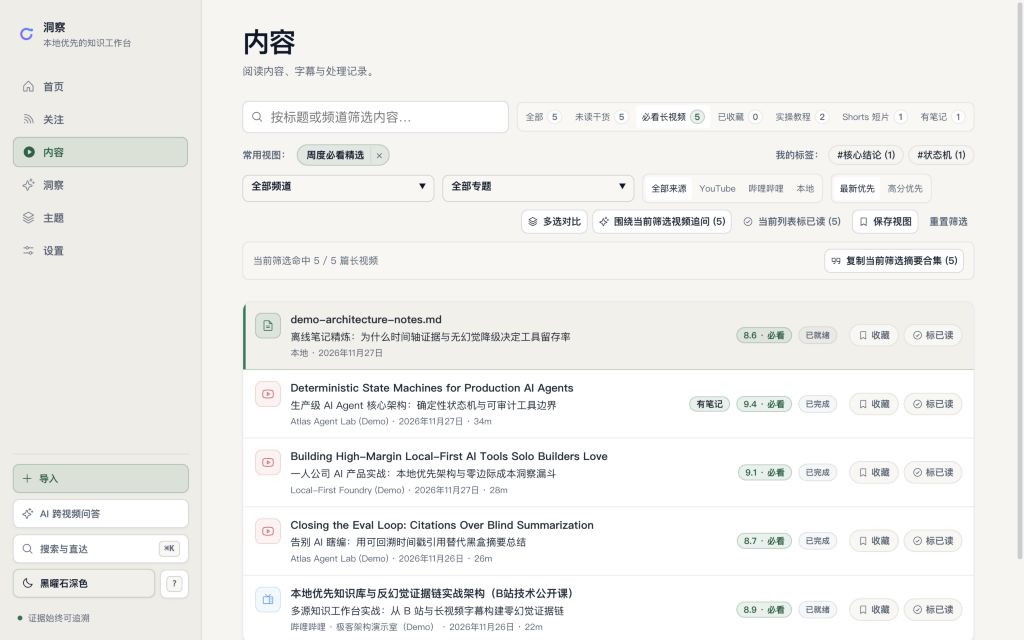 洞察
本地优先的知识工作台
首页
关注
内容
洞察
主题
设置
导入
AI 跨视频问答
搜索与直达 ⌘K
黑曜石深色 ?
证据始终可追溯
内容
阅读内容、字幕与处理记录。
按标题或频道筛选内容…
全部 5 未读干货 5 必看长视频 5 已收藏 0 实操教程 2 Shorts 短片 1 有笔记 1
常用视图: 周度必看精选 ×
我的标签: #核心结论 (1) #状态机 (1)
全部频道 ▼ 全部专题 ▼ 全部来源 YouTube 哔哩哔哩 本地 最新优先 高分优先
多选对比 围绕当前筛选视频追问 (5) 当前列表标已读 (5) 保存视图 重置筛选
当前筛选命中 5 / 5 篇长视频 复制当前筛选摘要合集 (5)
demo-architecture-notes.md
离线笔记精炼：为什么时间轴证据与无幻觉降级决定工具留存率
本地 · 2026年11月27日
8.6 · 必看 已就绪 收藏 标已读
Deterministic State Machines for Production AI Agents
生产级 AI Agent 核心架构：确定性状态机与可审计工具边界
Atlas Agent Lab (Demo) · 2026年11月27日 · 34m
有笔记 9.4 · 必看 已完成 收藏 标已读
Building High-Margin Local-First AI Tools Solo Builders Love
一人公司 AI 产品实战：本地优先架构与零边际成本洞察漏斗
Local-First Foundry (Demo) · 2026年11月27日 · 28m
9.1 · 必看 已完成 收藏 标已读
Closing the Eval Loop: Citations Over Blind Summarization
告别 AI 瞎编：用可回溯时间戳引用替代黑盒摘要总结
Atlas Agent Lab (Demo) · 2026年11月26日 · 26m
8.7 · 必看 已完成 收藏 标已读
本地优先知识库与反幻觉证据链实战架构（B站技术公开课）
多源知识工作台实战：从 B 站与长视频字幕构建零幻觉证据链
哔哩哔哩 · 极客架构演示室（Demo） · 2026年11月26日 · 22m
8.9 · 必看 已就绪 收藏 标已读